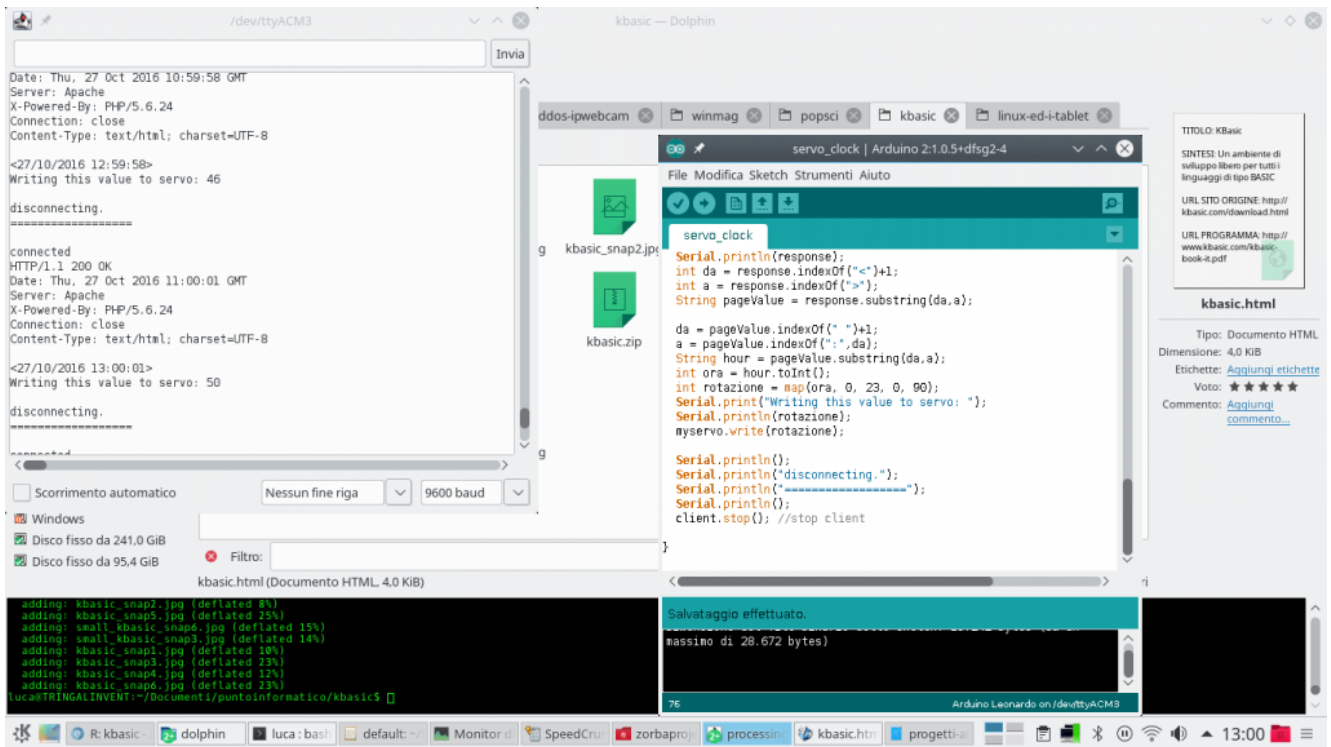 /dev/ttyACM3
kbasic — Dolphin
Invia
Date: Thu, 27 Oct 2016 10:59:58 GMT
Server: Apache
X-Powered-By: PHP/5.6.24
Connection: close
Content-Type: text/html; charset=UTF-8
<27/10/2016 12:59:58>
Writing this value to servo: 46
disconnecting.
==================
connected
HTTP/1.1 200 OK
Date: Thu, 27 Oct 2016 11:00:01 GMT
Server: Apache
X-Powered-By: PHP/5.6.24
Connection: close
Content-Type: text/html; charset=UTF-8
<27/10/2016 13:00:01>
Writing this value to servo: 50
disconnecting.
==================
connected
Scorrimento automatico
Nessun fine riga
9600 baud
ddos-ipwebcam
winmag
popsci
kbasic
linux-ed-i-tablet
g
kbasic_snap2.jpg
kbasic.zip
g
servo_clock | Arduino 2:1.0.5+dfsg2-4
File Modifica Sketch Strumenti Aiuto
servo_clock
Serial.println(response);
int da = response.indexOf("<")+1;
int a = response.indexOf(">");
String pageValue = response.substring(da,a);
da = pageValue.indexOf(" ")+1;
a = pageValue.indexOf(":",da);
String hour = pageValue.substring(da,a);
int ora = hour.toInt();
int rotazione = map(ora, 0, 23, 0, 90);
Serial.print("Writing this value to servo: ");
Serial.println(rotazione);
myservo.write(rotazione);
Serial.println();
Serial.println("disconnecting.");
Serial.println("==================");
Serial.println();
client.stop(); //stop client
}
Salvataggio effettuato.
massimo di 28.672 bytes)
76
Arduino Leonardo on /dev/ttyACM3
TITOLO: KBasic
SINTESI: Un ambiente di
sviluppo libero per tutti i
linguaggi di tipo BASIC
URL SITO ORIGINE: http://
kbasic.com/download.html
URL PROGRAMMA: http://
www.kbasic.com/kbasic-
book-it.pdf
kbasic.html
Tipo: Documento HTML
Dimensione: 4,0 KiB
Etichette: Aggiungi etichette
Voto: ★★★★★
Commento: Aggiungi
commento...
Windows
Disco fisso da 241,0 GiB
Disco fisso da 95,4 GiB
Filtro:
kbasic.html (Documento HTML, 4,0 KiB)
ri
adding: kbasic_snap2.jpg (deflated 8%)
adding: kbasic_snap5.jpg (deflated 25%)
adding: small_kbasic_snap6.jpg (deflated 15%)
adding: small_kbasic_snap3.jpg (deflated 14%)
adding: kbasic_snap1.jpg (deflated 10%)
adding: kbasic_snap3.jpg (deflated 23%)
adding: kbasic_snap4.jpg (deflated 12%)
adding: kbasic_snap6.jpg (deflated 23%)
luca@TRINGALINVENT:~/Documenti/puntoinformatico/kbasic$
R: kbasic -
dolphin
luca : bash
default: ~/
Monitor d
SpeedCrun
zorbaproj
processing
kbasic.htm
progetti-a
13:00